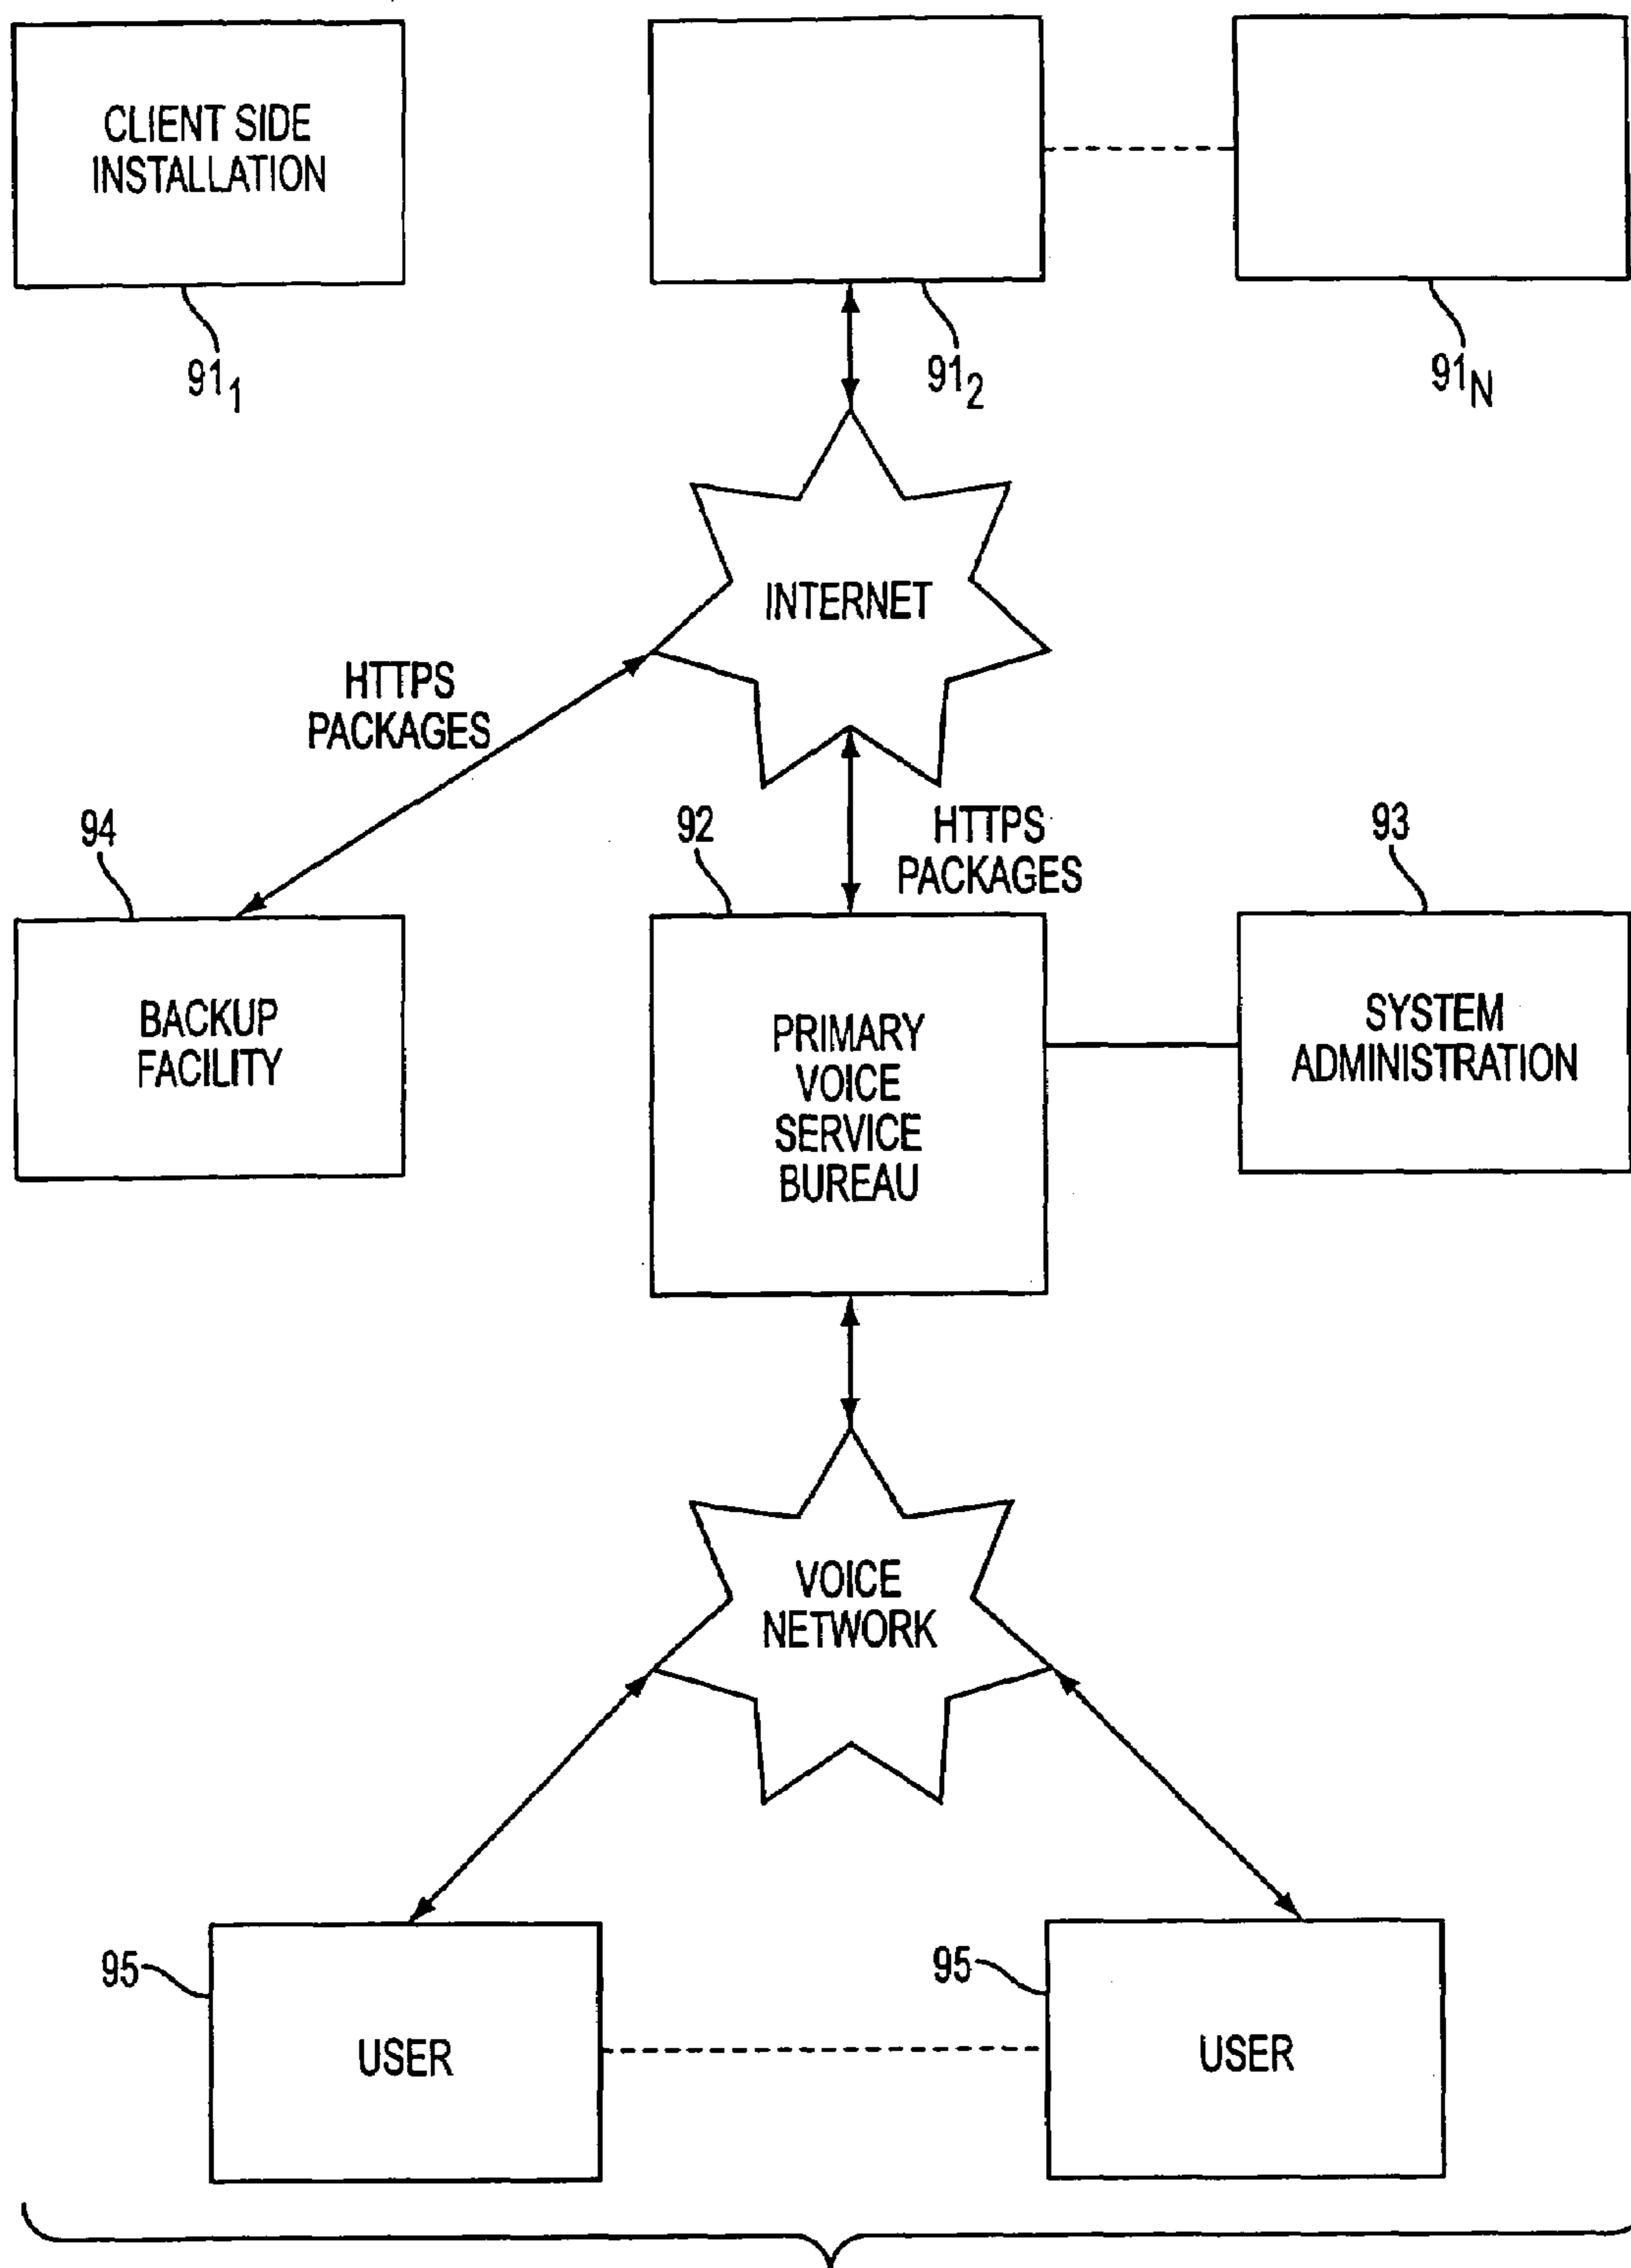 CLIENT SIDE
INSTALLATION
91₁
91₂
91N
INTERNET
HTTPS
PACKAGES
HTTPS
PACKAGES
94
92
93
BACKUP
FACILITY
PRIMARY
VOICE
SERVICE
BUREAU
SYSTEM
ADMINISTRATION
VOICE
NETWORK
95
USER
95
USER